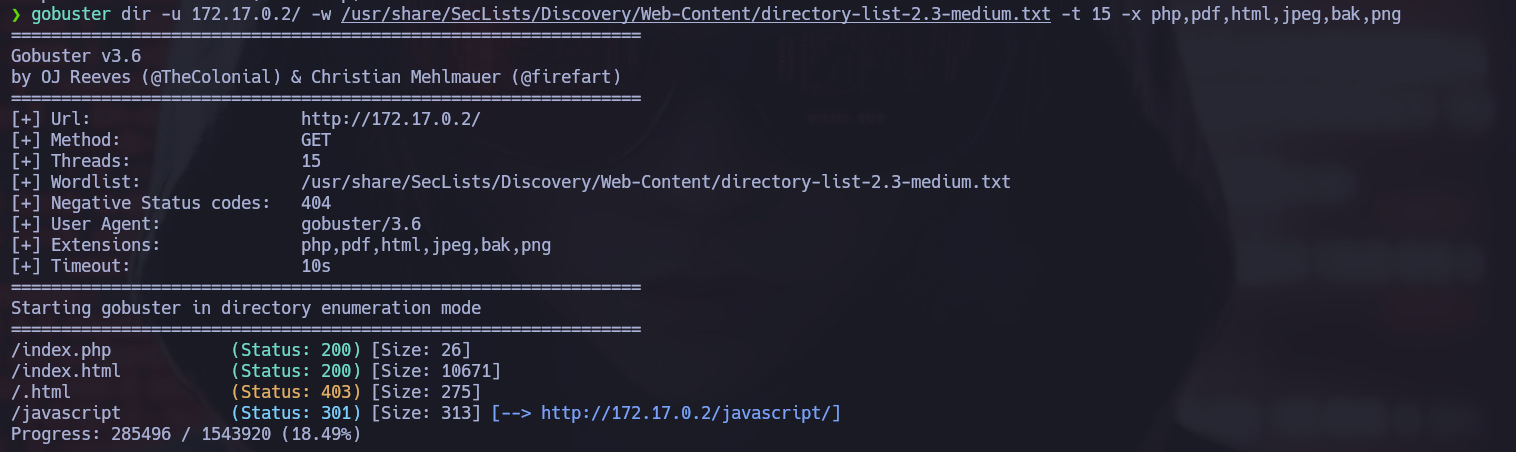 ❯ gobuster dir -u 172.17.0.2/ -w /usr/share/SecLists/Discovery/Web-Content/directory-list-2.3-medium.txt -t 15 -x php,pdf,html,jpeg,bak,png
===============================================================
Gobuster v3.6
by OJ Reeves (@TheColonial) & Christian Mehlmauer (@firefart)
===============================================================
[+] Url:                     http://172.17.0.2/
[+] Method:                  GET
[+] Threads:                 15
[+] Wordlist:                /usr/share/SecLists/Discovery/Web-Content/directory-list-2.3-medium.txt
[+] Negative Status codes:   404
[+] User Agent:              gobuster/3.6
[+] Extensions:              php,pdf,html,jpeg,bak,png
[+] Timeout:                 10s
===============================================================
Starting gobuster in directory enumeration mode
===============================================================
/index.php            (Status: 200) [Size: 26]
/index.html           (Status: 200) [Size: 10671]
/.html                (Status: 403) [Size: 275]
/javascript           (Status: 301) [Size: 313] [--> http://172.17.0.2/javascript/]
Progress: 285496 / 1543920 (18.49%)